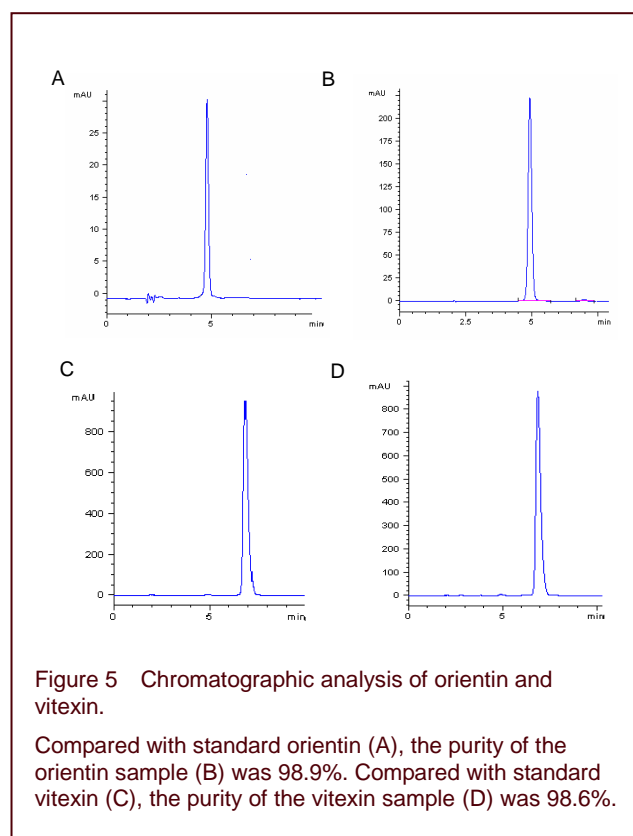 A
mAU
25
20
15
10
5
0
0
5
min
B
mAU
200
175
150
125
100
75
50
25
0
0
2.5
5
min
C
mAU
800
600
400
200
0
0
5
min
D
mAU
800
700
600
500
400
300
200
100
0
0
5
min
Figure 5 Chromatographic analysis of orientin and
vitexin.
Compared with standard orientin (A), the purity of the
orientin sample (B) was 98.9%. Compared with standard
vitexin (C), the purity of the vitexin sample (D) was 98.6%.